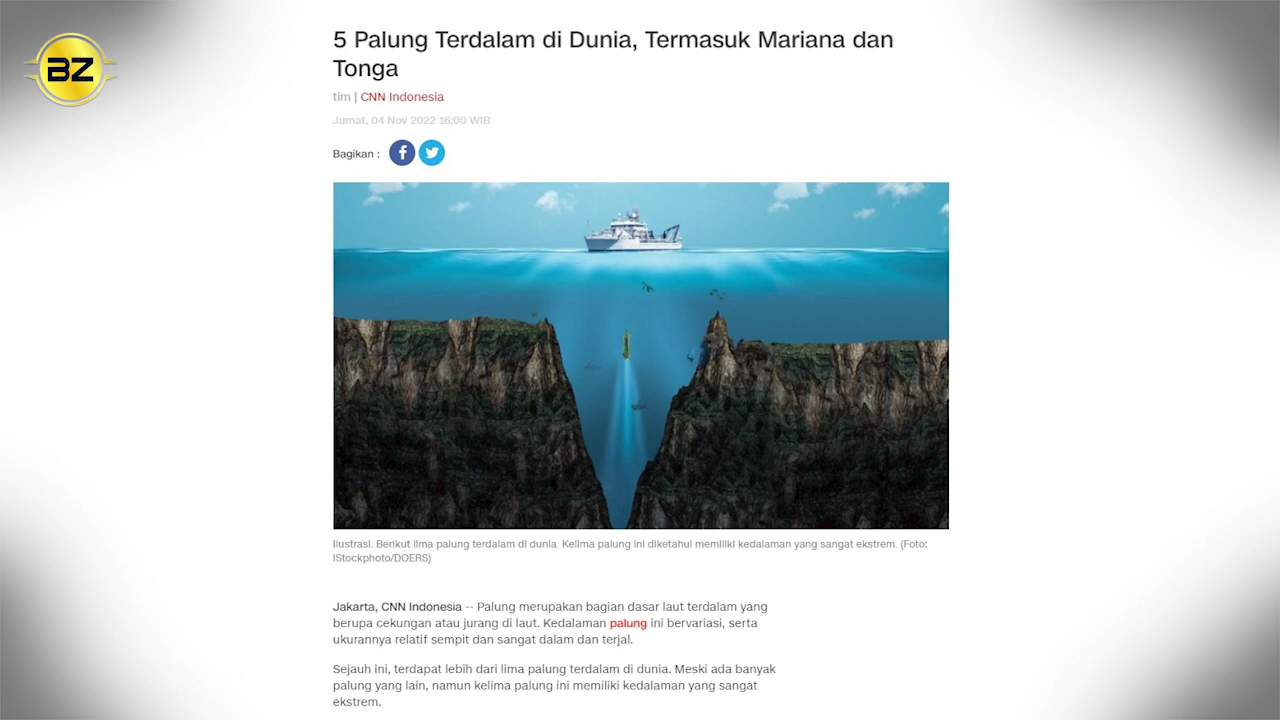 BZ
5 Palung Terdalam di Dunia, Termasuk Mariana dan
Tonga
tim | CNN Indonesia
Jumat, 04 Nov 2022 16:00 WIB
Bagikan :
Ilustrasi. Berikut lima palung terdalam di dunia. Kelima palung ini diketahui memiliki kedalaman yang sangat ekstrem. (Foto:
iStockphoto/DOERS)
Jakarta, CNN Indonesia -- Palung merupakan bagian dasar laut terdalam yang
berupa cekungan atau jurang di laut. Kedalaman palung ini bervariasi, serta
ukurannya relatif sempit dan sangat dalam dan terjal.
Sejauh ini, terdapat lebih dari lima palung terdalam di dunia. Meski ada banyak
palung yang lain, namun kelima palung ini memiliki kedalaman yang sangat
ekstrem.